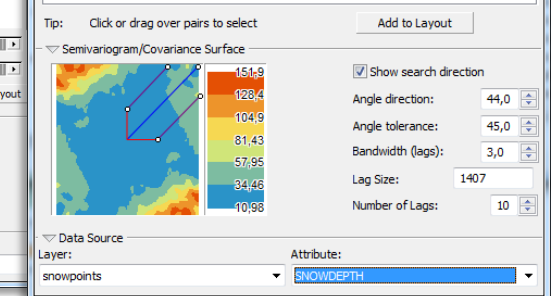 Tip: Click or drag over pairs to select Add to Layout
Semivariogram/Covariance Surface
151,9
128,4
104,9
81,43
57,95
34,46
10,98
Show search direction
Angle direction: 44,0
Angle tolerance: 45,0
Bandwidth (lags): 3,0
Lag Size: 1407
Number of Lags: 10
yout
Data Source
Layer: Attribute:
snowpoints SNOWDEPTH